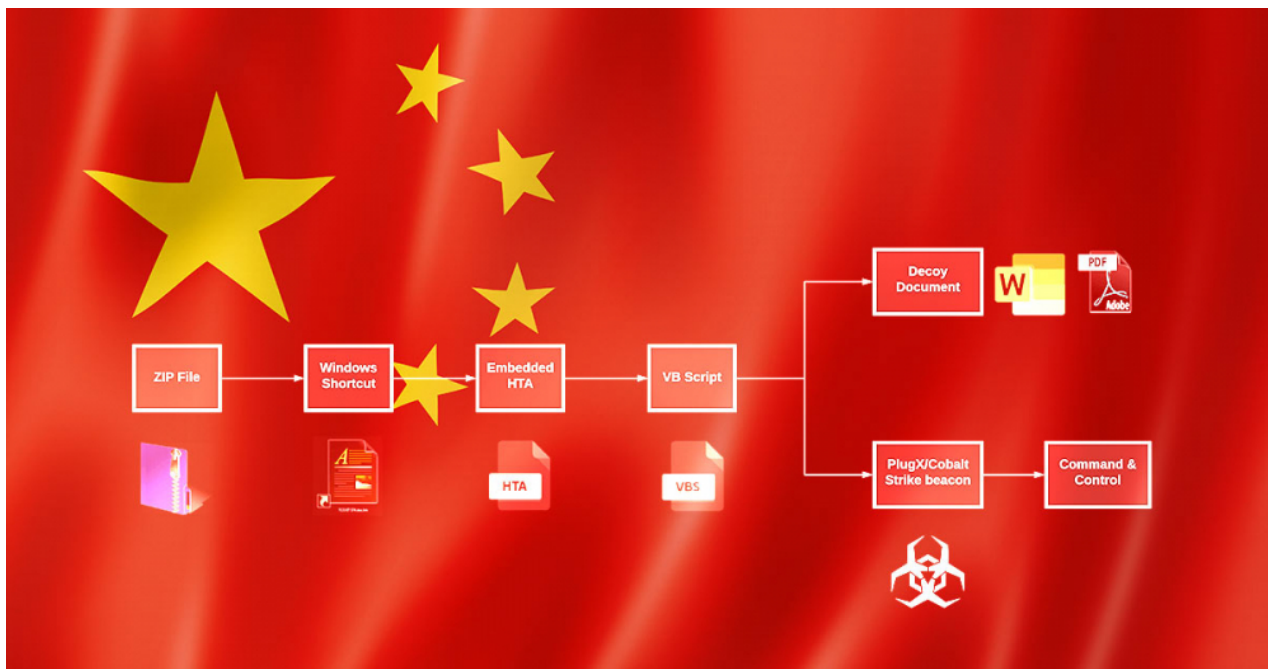 Decoy
Document
W
PDF
Adobe
ZIP File
Windows
Shortcut
Embedded
HTA
VB Script
A
HTA
VBS
PlugX/Cobalt
Strike beacon
Command &
Control